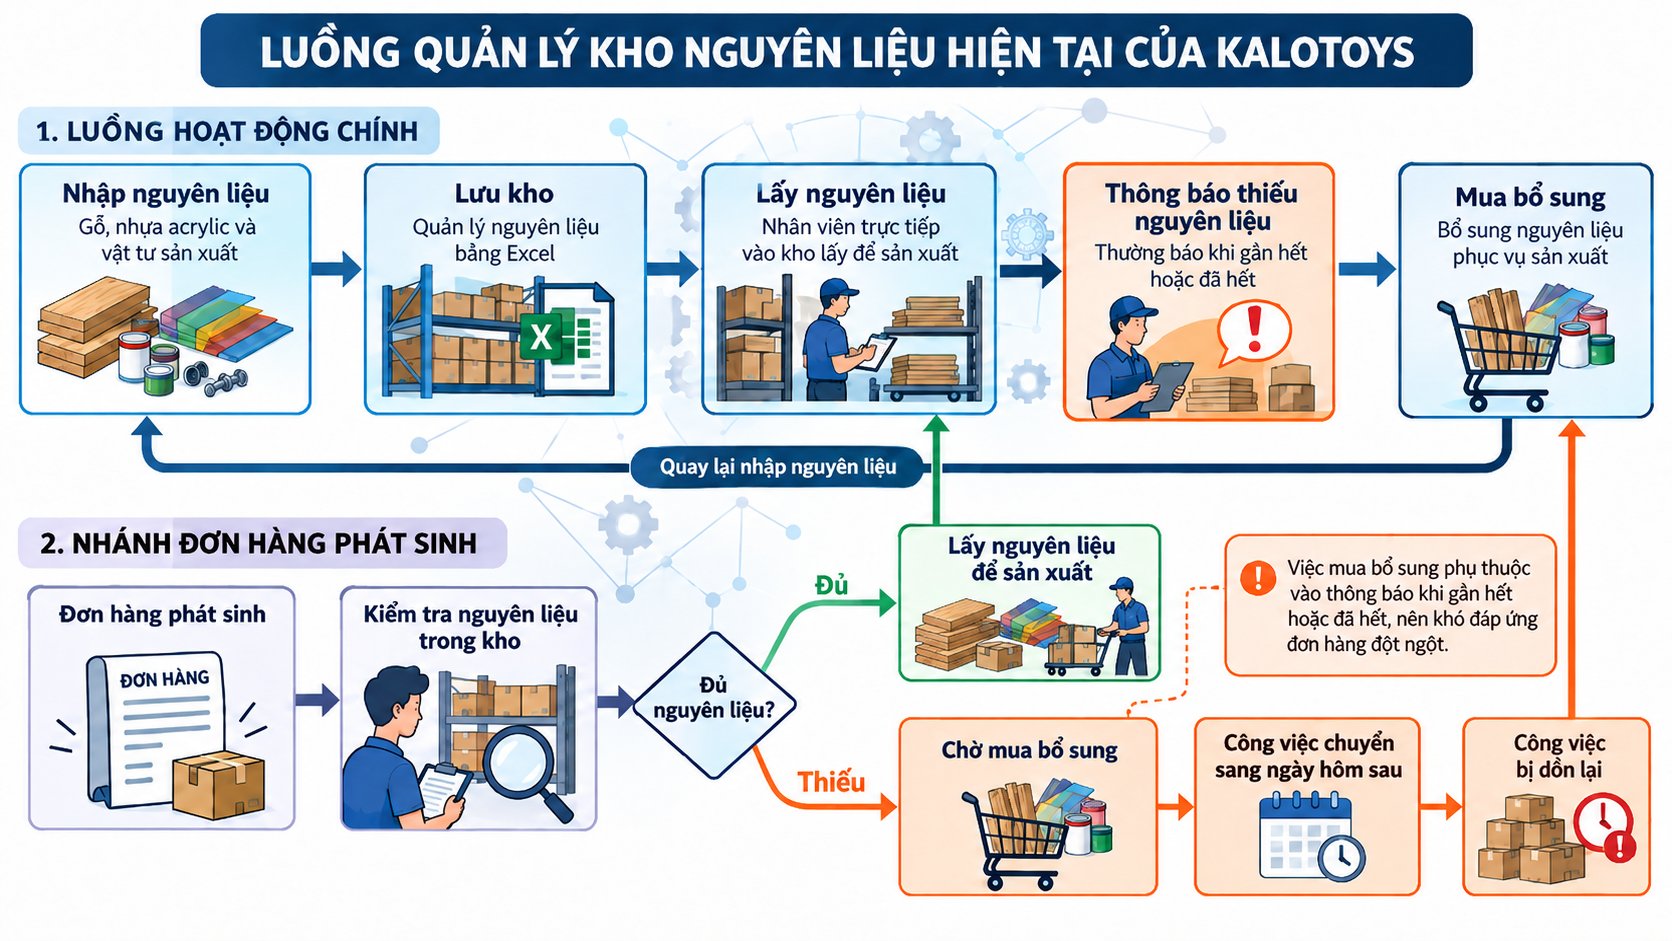 LUỒNG QUẢN LÝ KHO NGUYÊN LIỆU HIỆN TẠI CỦA KALOTOYS
1. LUỒNG HOẠT ĐỘNG CHÍNH
Nhập nguyên liệu
Gỗ, nhựa acrylic và
vật tư sản xuất
Lưu kho
Quản lý nguyên liệu
bằng Excel
X
Lấy nguyên liệu
Nhân viên trực tiếp
vào kho lấy để sản xuất
Thông báo thiếu
nguyên liệu
Thường báo khi gần hết
hoặc đã hết
Mua bổ sung
Bổ sung nguyên liệu
phục vụ sản xuất
Quay lại nhập nguyên liệu
2. NHÁNH ĐƠN HÀNG PHÁT SINH
Đơn hàng phát sinh
ĐƠN HÀNG
Kiểm tra nguyên liệu
trong kho
Đủ
nguyên liệu?
Đủ
Lấy nguyên liệu
để sản xuất
Việc mua bổ sung phụ thuộc
vào thông báo khi gần hết
hoặc đã hết, nên khó đáp ứng
đơn hàng đột ngột.
Thiếu
Chờ mua bổ sung
Công việc chuyển
sang ngày hôm sau
Công việc
bị dồn lại